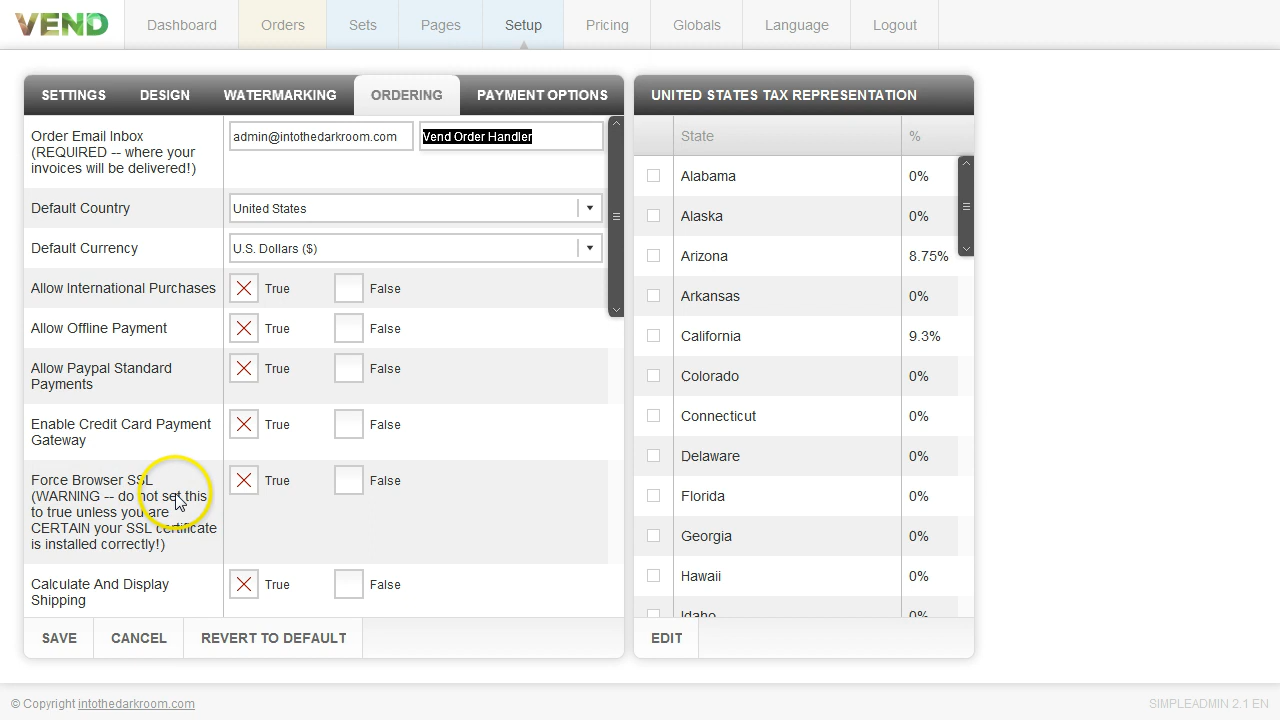 VEND Dashboard Orders Sets Pages Setup Pricing Globals Language Logout
SETTINGS DESIGN WATERMARKING ORDERING PAYMENT OPTIONS
Order Email Inbox
(REQUIRED -- where your
invoices will be delivered!)
admin@intothedarkroom.com Vend Order Handler
Default Country United States
Default Currency U.S. Dollars ($)
Allow International Purchases True False
Allow Offline Payment True False
Allow Paypal Standard
Payments
True False
Enable Credit Card Payment
Gateway
True False
Force Browser SSL
(WARNING -- do not set this
to true unless you are
CERTAIN your SSL certificate
is installed correctly!)
True False
Calculate And Display
Shipping
True False
SAVE CANCEL REVERT TO DEFAULT
UNITED STATES TAX REPRESENTATION
State %
Alabama 0%
Alaska 0%
Arizona 8.75%
Arkansas 0%
California 9.3%
Colorado 0%
Connecticut 0%
Delaware 0%
Florida 0%
Georgia 0%
Hawaii 0%
Idaho 0%
EDIT
© Copyright intothedarkroom.com SIMPLEADMIN 2.1 EN